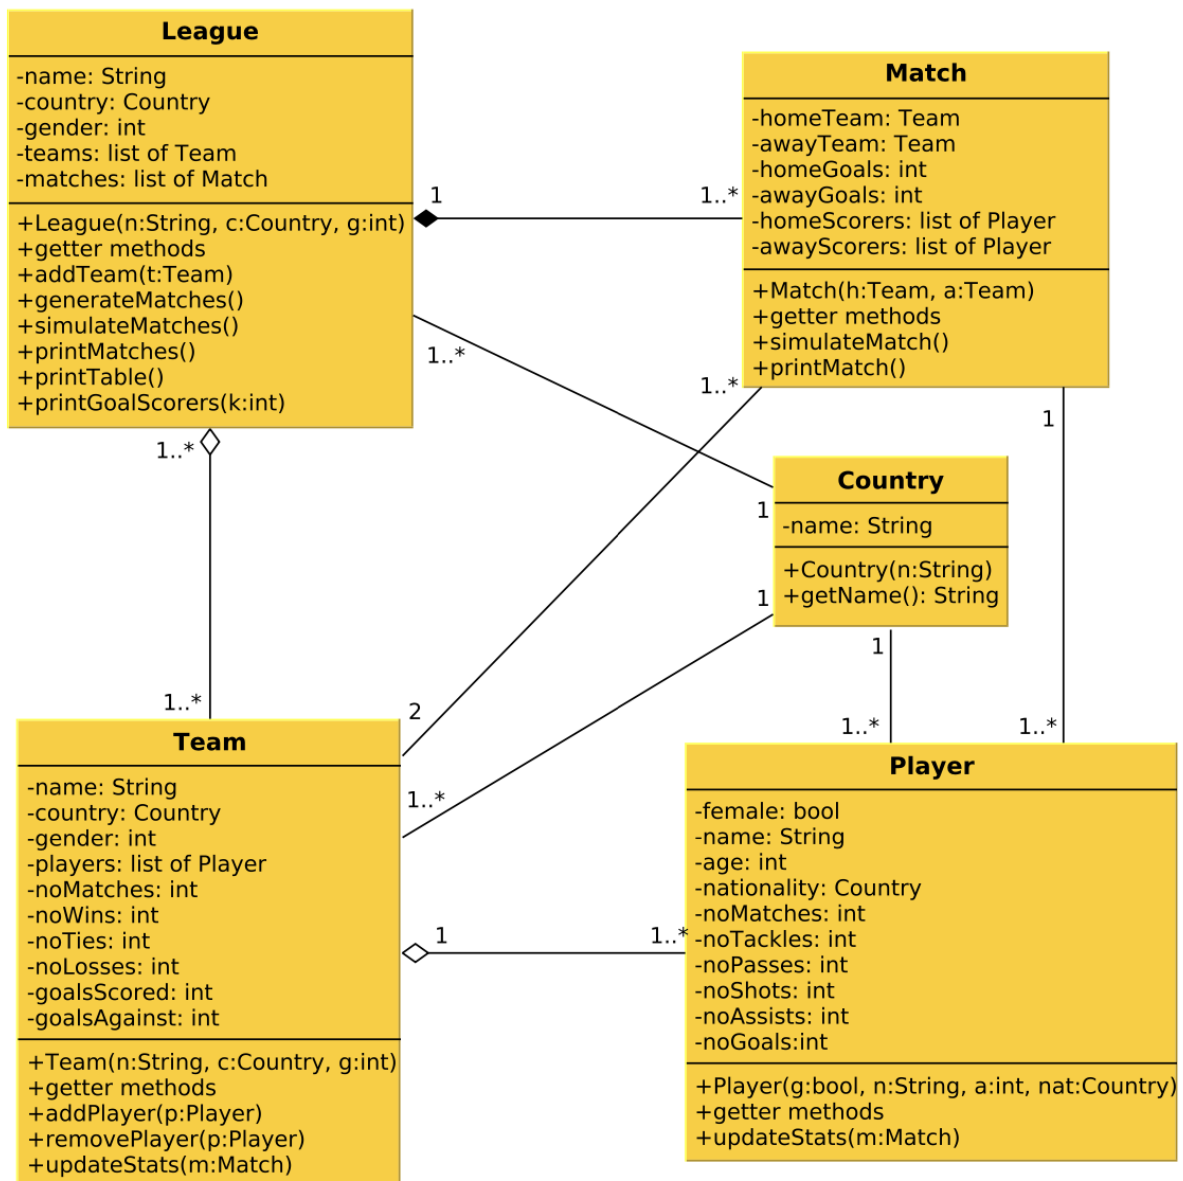 League
-name: String
-country: Country
-gender: int
-teams: list of Team
-matches: list of Match
+League(n:String, c:Country, g:int)
+getter methods
+addTeam(t:Team)
+generateMatches()
+simulateMatches()
+printMatches()
+printTable()
+printGoalScorers(k:int)
1
1..*
Match
-homeTeam: Team
-awayTeam: Team
-homeGoals: int
-awayGoals: int
-homeScorers: list of Player
-awayScorers: list of Player
+Match(h:Team, a:Team)
+getter methods
+simulateMatch()
+printMatch()
1..*
1..*
1
1..*
Country
-name: String
+Country(n:String)
+getName(): String
1
1
1
1..*
1..*
1..*
2
1..*
Team
-name: String
-country: Country
-gender: int
-players: list of Player
-noMatches: int
-noWins: int
-noTies: int
-noLosses: int
-goalsScored: int
-goalsAgainst: int
+Team(n:String, c:Country, g:int)
+getter methods
+addPlayer(p:Player)
+removePlayer(p:Player)
+updateStats(m:Match)
1
1..*
Player
-female: bool
-name: String
-age: int
-nationality: Country
-noMatches: int
-noTackles: int
-noPasses: int
-noShots: int
-noAssists: int
-noGoals:int
+Player(g:bool, n:String, a:int, nat:Country)
+getter methods
+updateStats(m:Match)